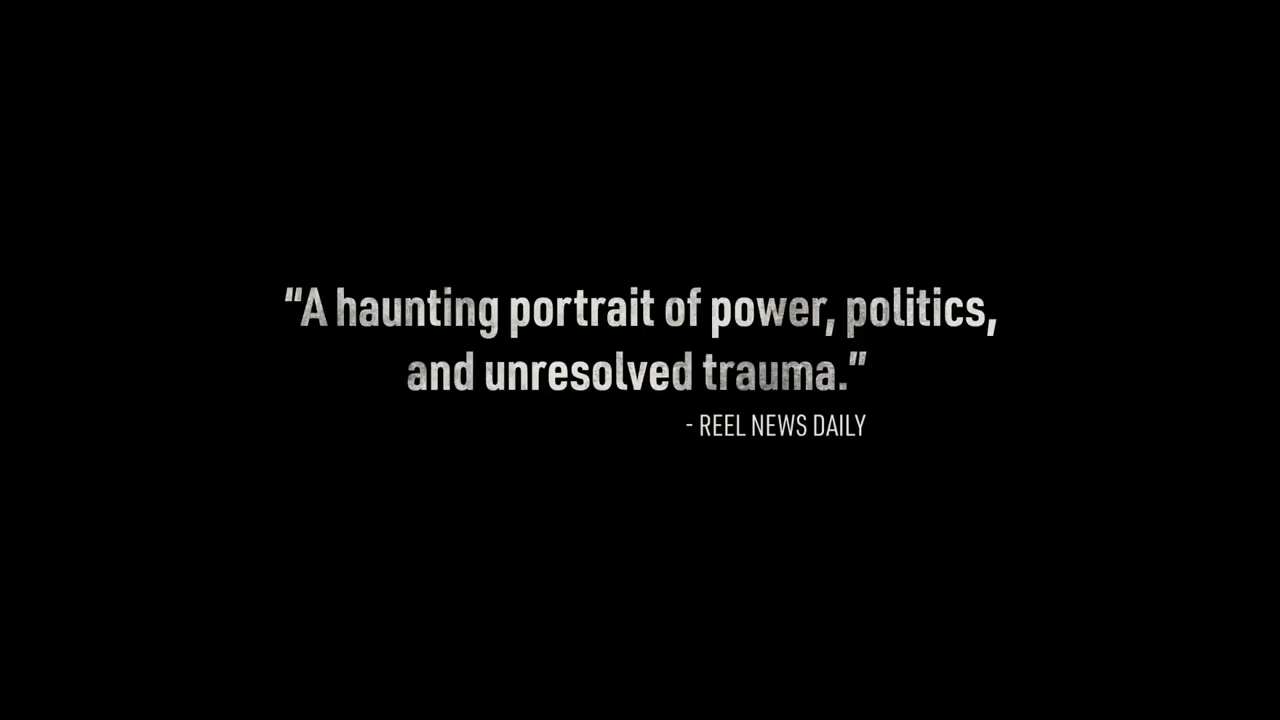 “A haunting portrait of power, politics,
and unresolved trauma.”
- REEL NEWS DAILY